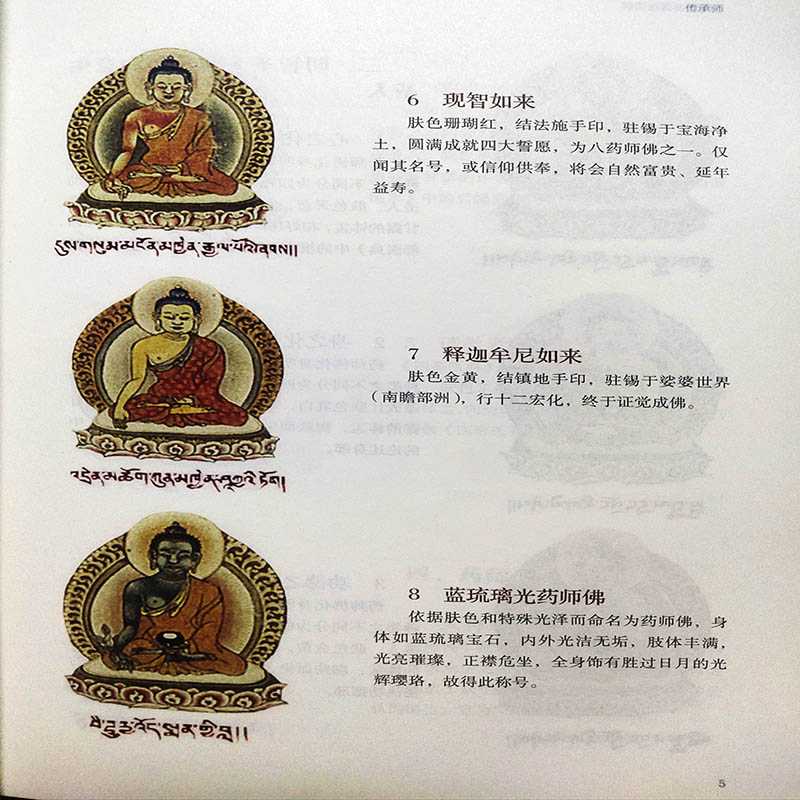 传承师
6 现智如来
肤色珊瑚红，结法施手印，驻锡于宝海净
土，圆满成就四大誓愿，为八药师佛之一。仅
闻其名号，或信仰供奉，将会自然富贵、延年
益寿。
དུས་གསུམ་མངོན་མཁྱེན་རྒྱལ་པོའི་ཞབས།།
7 释迦牟尼如来
肤色金黄，结镇地手印，驻锡于娑婆世界
（南瞻部洲），行十二宏化，终于证觉成佛。
འདྲེན་མཆོག་ཀུན་མཁྱེན་ཤཱཀྱའི་ཏོག།
8 蓝琉璃光药师佛
依据肤色和特殊光泽而命名为药师佛，身
体如蓝琉璃宝石，内外光洁无垢，肢体丰满，
光亮璀璨，正襟危坐，全身饰有胜过日月的光
辉璎珞，故得此称号。
བཻ་ཌཱུརྱ་འོད་སྨན་གྱི་བླ།།
5